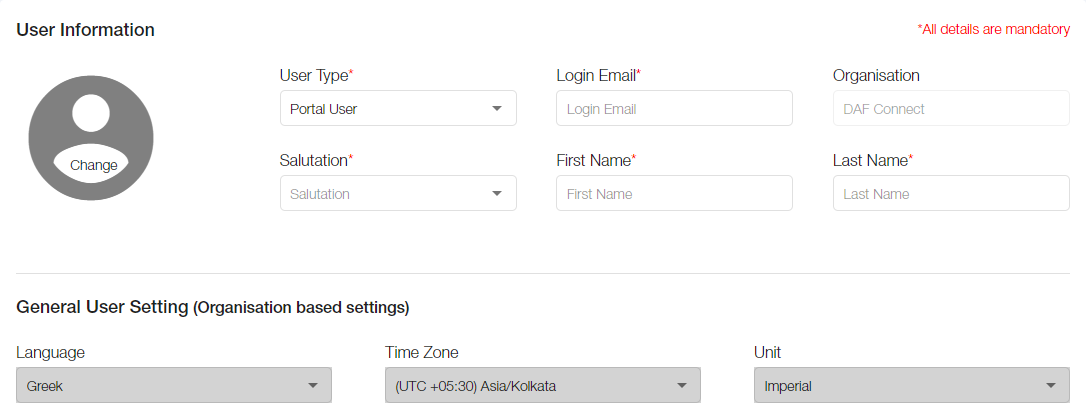 User Information
*All details are mandatory
User Type* Login Email* Organisation
Portal User Login Email DAF Connect
Change
Salutation* First Name* Last Name*
Salutation First Name Last Name
General User Setting (Organisation based settings)
Language Time Zone Unit
Greek (UTC +05:30) Asia/Kolkata Imperial